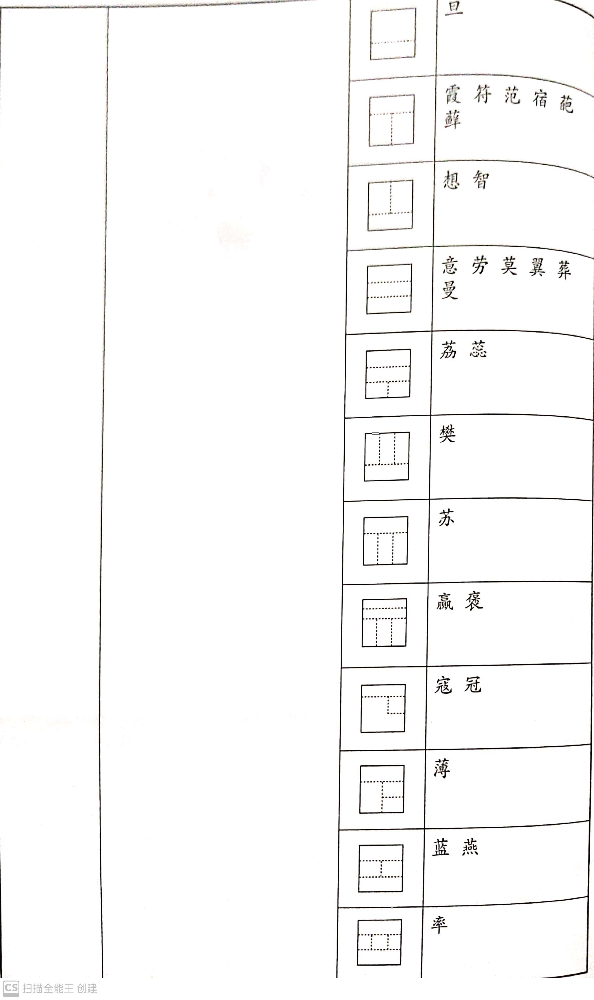 旦
霞 符 范 宿 葩
藓
想 智
意 劳 莫 翼 葬
曼
荔 蕊
樊
苏
赢 褒
寇 冠
薄
蓝 燕
率
CS 扫描全能王 创建